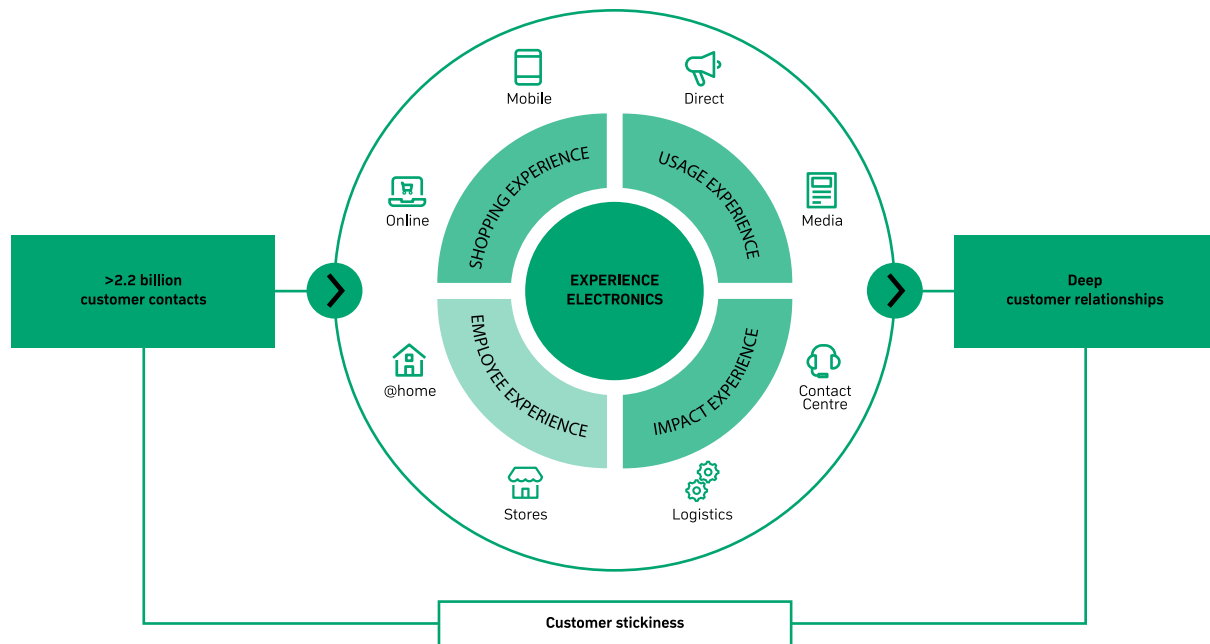 Mobile
Direct
SHOPPING EXPERIENCE
USAGE EXPERIENCE
Online
Media
>2.2 billion
customer contacts
EXPERIENCE
ELECTRONICS
Deep
customer relationships
EMPLOYEE EXPERIENCE
IMPACT EXPERIENCE
@home
Contact
Centre
Stores
Logistics
Customer stickiness